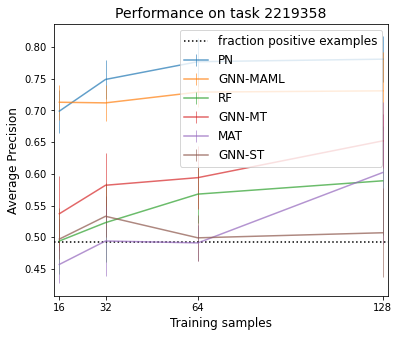 Performance on task 2219358
fraction positive examples
PN
GNN-MAML
RF
GNN-MT
MAT
GNN-ST
0.80
0.75
0.70
0.65
0.60
0.55
0.50
0.45
Average Precision
16
32
64
128
Training samples